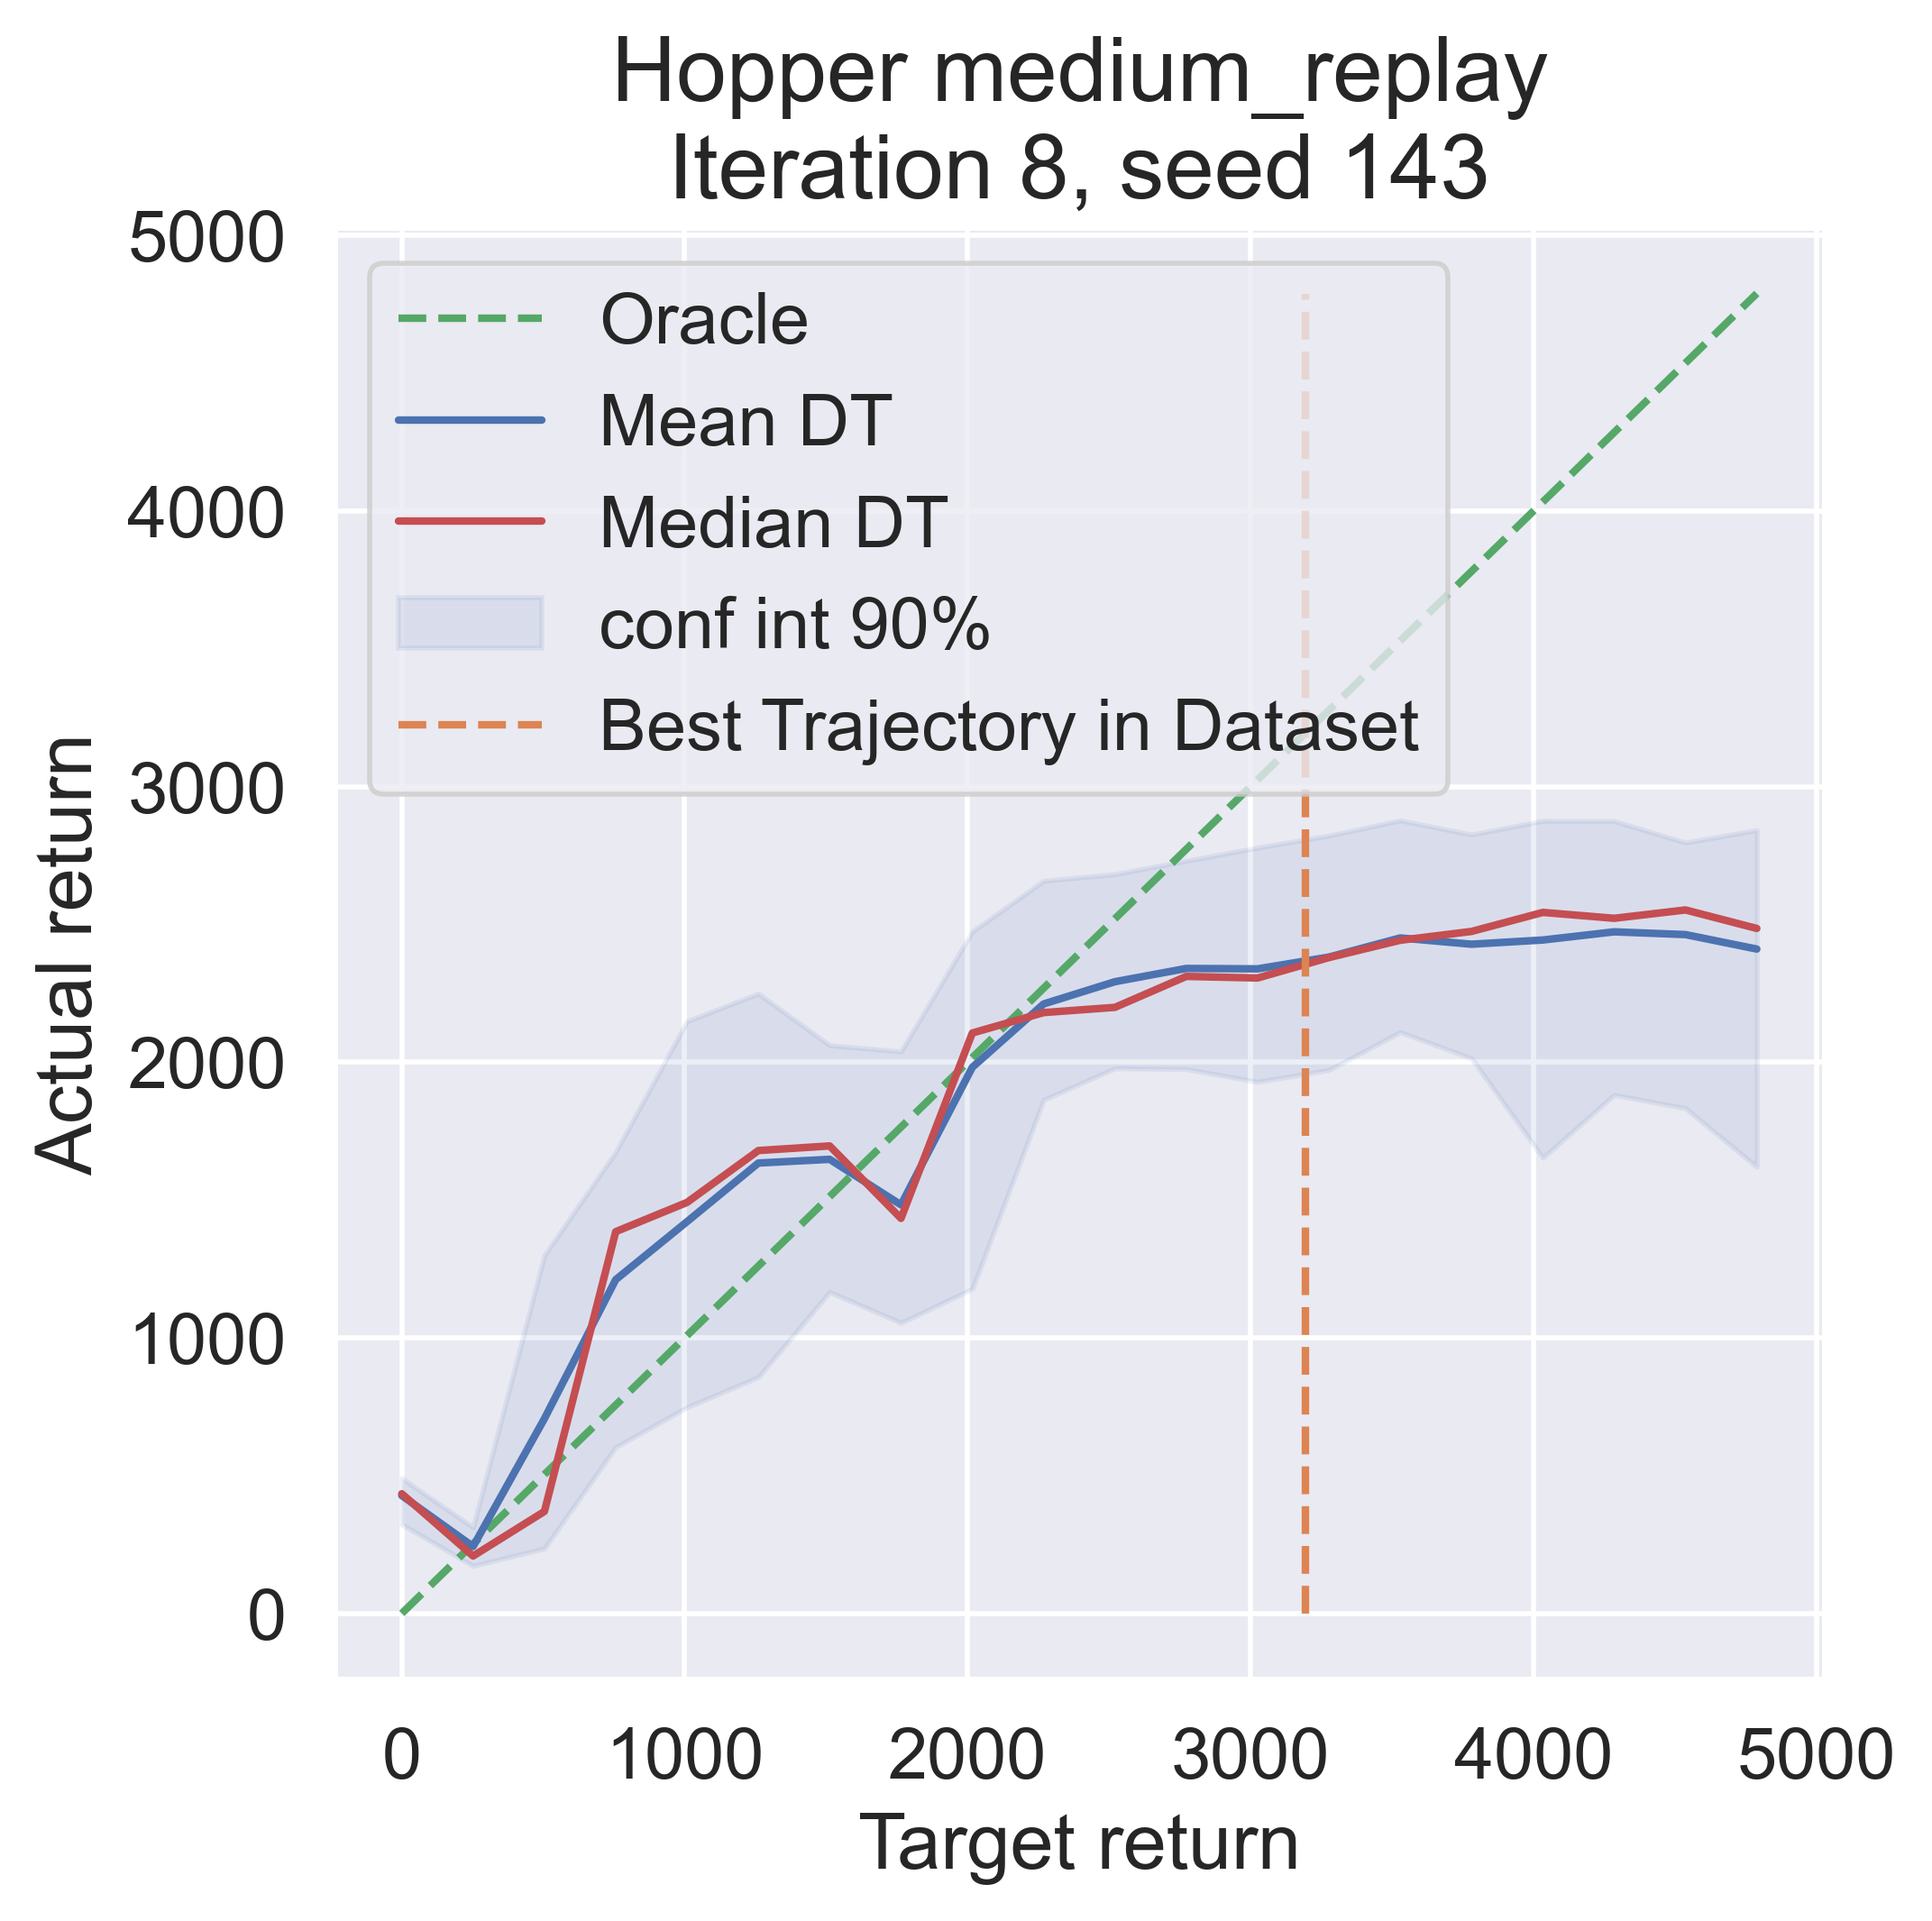 Hopper medium_replay
Iteration 8, seed 143
5000
4000
3000
2000
1000
0
Actual return
Oracle
Mean DT
Median DT
conf int 90%
Best Trajectory in Dataset
0 1000 2000 3000 4000 5000
Target return